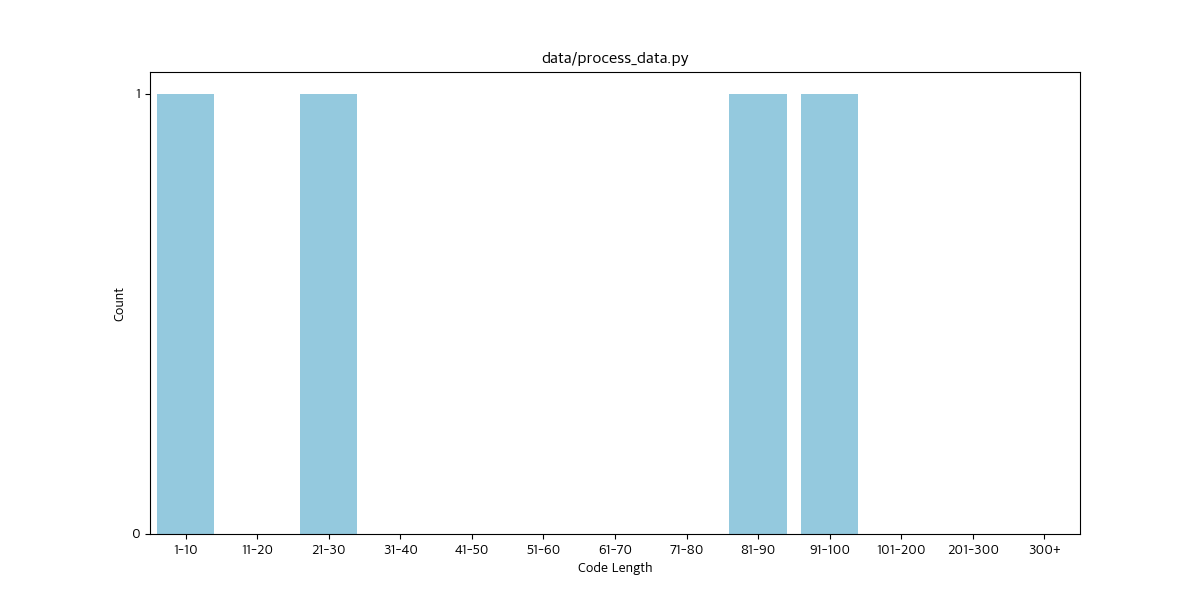 data/process_data.py
1
Count
0
1-10 11-20 21-30 31-40 41-50 51-60 61-70 71-80 81-90 91-100 101-200 201-300 300+
Code Length